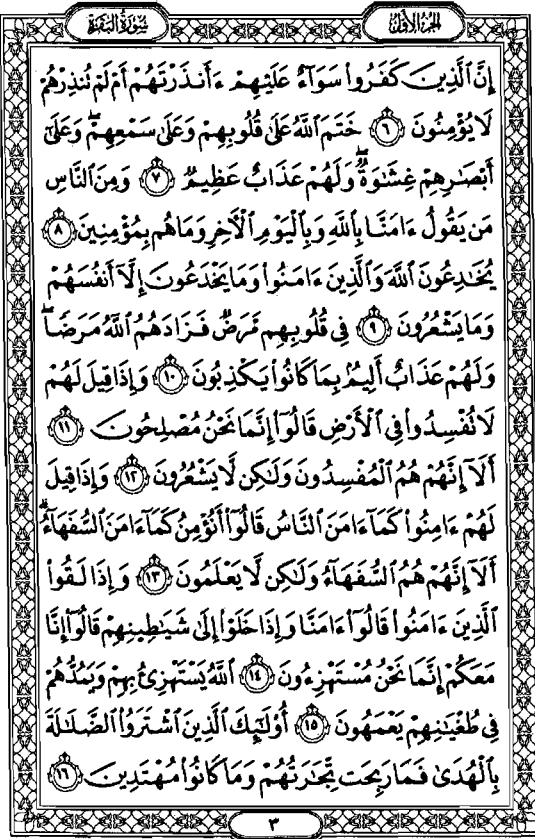 الجزء الأول
سورة البقرة
إِنَّ ٱلَّذِينَ كَفَرُوا۟ سَوَآءٌ عَلَيْهِمْ ءَأَنذَرْتَهُمْ أَمْ لَمْ تُنذِرْهُمْ
لَا يُؤْمِنُونَ ٦ خَتَمَ ٱللَّهُ عَلَىٰ قُلُوبِهِمْ وَعَلَىٰ سَمْعِهِمْ ۖ وَعَلَىٰٓ
أَبْصَـٰرِهِمْ غِشَـٰوَةٌ ۖ وَلَهُمْ عَذَابٌ عَظِيمٌ ٧ وَمِنَ ٱلنَّاسِ
مَن يَقُولُ ءَامَنَّا بِٱللَّهِ وَبِٱلْيَوْمِ ٱلْـَٔاخِرِ وَمَا هُم بِمُؤْمِنِينَ ٨
يُخَـٰدِعُونَ ٱللَّهَ وَٱلَّذِينَ ءَامَنُوا۟ وَمَا يَخْدَعُونَ إِلَّآ أَنفُسَهُمْ
وَمَا يَشْعُرُونَ ٩ فِى قُلُوبِهِم مَّرَضٌ فَزَادَهُمُ ٱللَّهُ مَرَضًا ۖ
وَلَهُمْ عَذَابٌ أَلِيمٌۢ بِمَا كَانُوا۟ يَكْذِبُونَ ١٠ وَإِذَا قِيلَ لَهُمْ
لَا تُفْسِدُوا۟ فِى ٱلْأَرْضِ قَالُوٓا۟ إِنَّمَا نَحْنُ مُصْلِحُونَ ١١
أَلَآ إِنَّهُمْ هُمُ ٱلْمُفْسِدُونَ وَلَـٰكِن لَّا يَشْعُرُونَ ١٢ وَإِذَا قِيلَ
لَهُمْ ءَامِنُوا۟ كَمَآ ءَامَنَ ٱلنَّاسُ قَالُوٓا۟ أَنُؤْمِنُ كَمَآ ءَامَنَ ٱلسُّفَهَآءُ ۗ
أَلَآ إِنَّهُمْ هُمُ ٱلسُّفَهَآءُ وَلَـٰكِن لَّا يَعْلَمُونَ ١٣ وَإِذَا لَقُوا۟
ٱلَّذِينَ ءَامَنُوا۟ قَالُوٓا۟ ءَامَنَّا وَإِذَا خَلَوْا۟ إِلَىٰ شَيَـٰطِينِهِمْ قَالُوٓا۟ إِنَّا
مَعَكُمْ إِنَّمَا نَحْنُ مُسْتَهْزِءُونَ ١٤ ٱللَّهُ يَسْتَهْزِئُ بِهِمْ وَيَمُدُّهُمْ
فِى طُغْيَـٰنِهِمْ يَعْمَهُونَ ١٥ أُو۟لَـٰٓئِكَ ٱلَّذِينَ ٱشْتَرَوُا۟ ٱلضَّلَـٰلَةَ
بِٱلْهُدَىٰ فَمَا رَبِحَت تِّجَـٰرَتُهُمْ وَمَا كَانُوا۟ مُهْتَدِينَ ١٦
٣